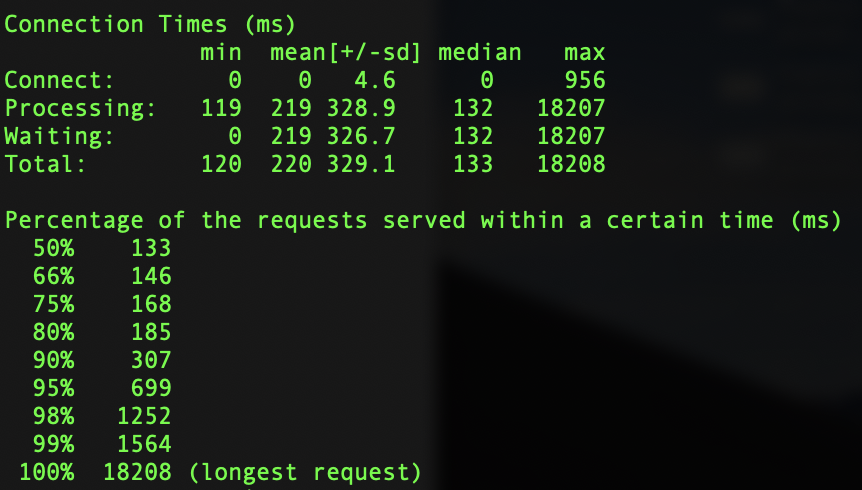 Connection Times (ms)
              min  mean[+/-sd] median   max
Connect:        0    0   4.6      0     956
Processing:   119  219 328.9    132   18207
Waiting:        0  219 326.7    132   18207
Total:        120  220 329.1    133   18208

Percentage of the requests served within a certain time (ms)
  50%    133
  66%    146
  75%    168
  80%    185
  90%    307
  95%    699
  98%   1252
  99%   1564
 100%  18208 (longest request)